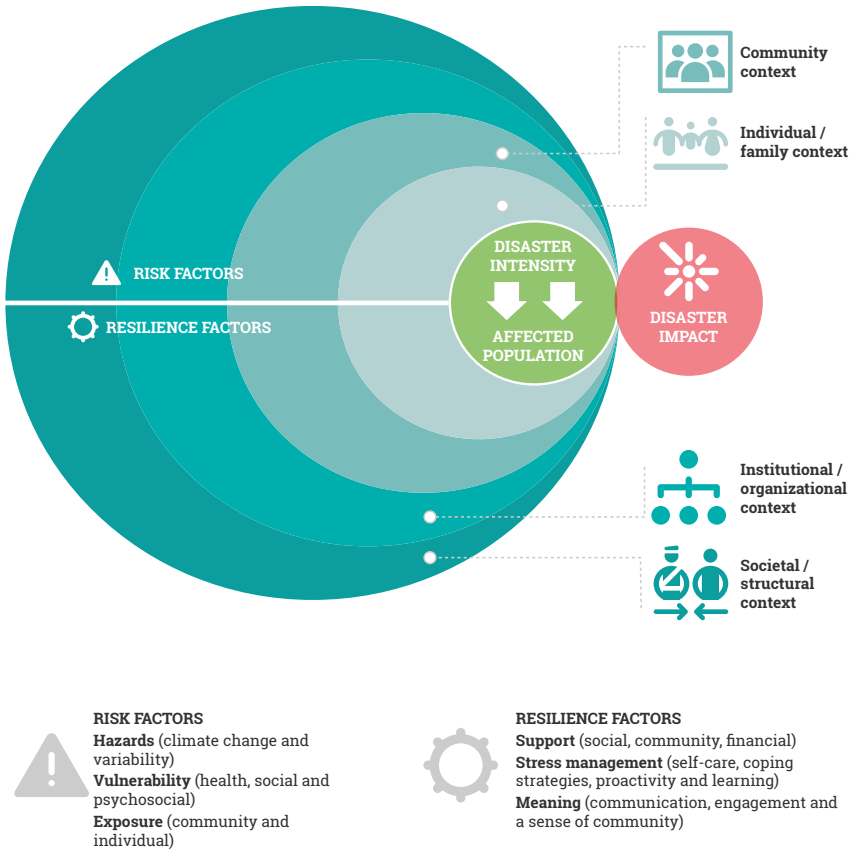 Community
context
Individual /
family context
DISASTER
INTENSITY
RISK FACTORS
RESILIENCE FACTORS
AFFECTED
POPULATION
DISASTER
IMPACT
Institutional /
organizational
context
Societal /
structural
context
RISK FACTORS
Hazards (climate change and
variability)
Vulnerability (health, social and
psychosocial)
Exposure (community and
individual)
RESILIENCE FACTORS
Support (social, community, financial)
Stress management (self-care, coping
strategies, proactivity and learning)
Meaning (communication, engagement and
a sense of community)